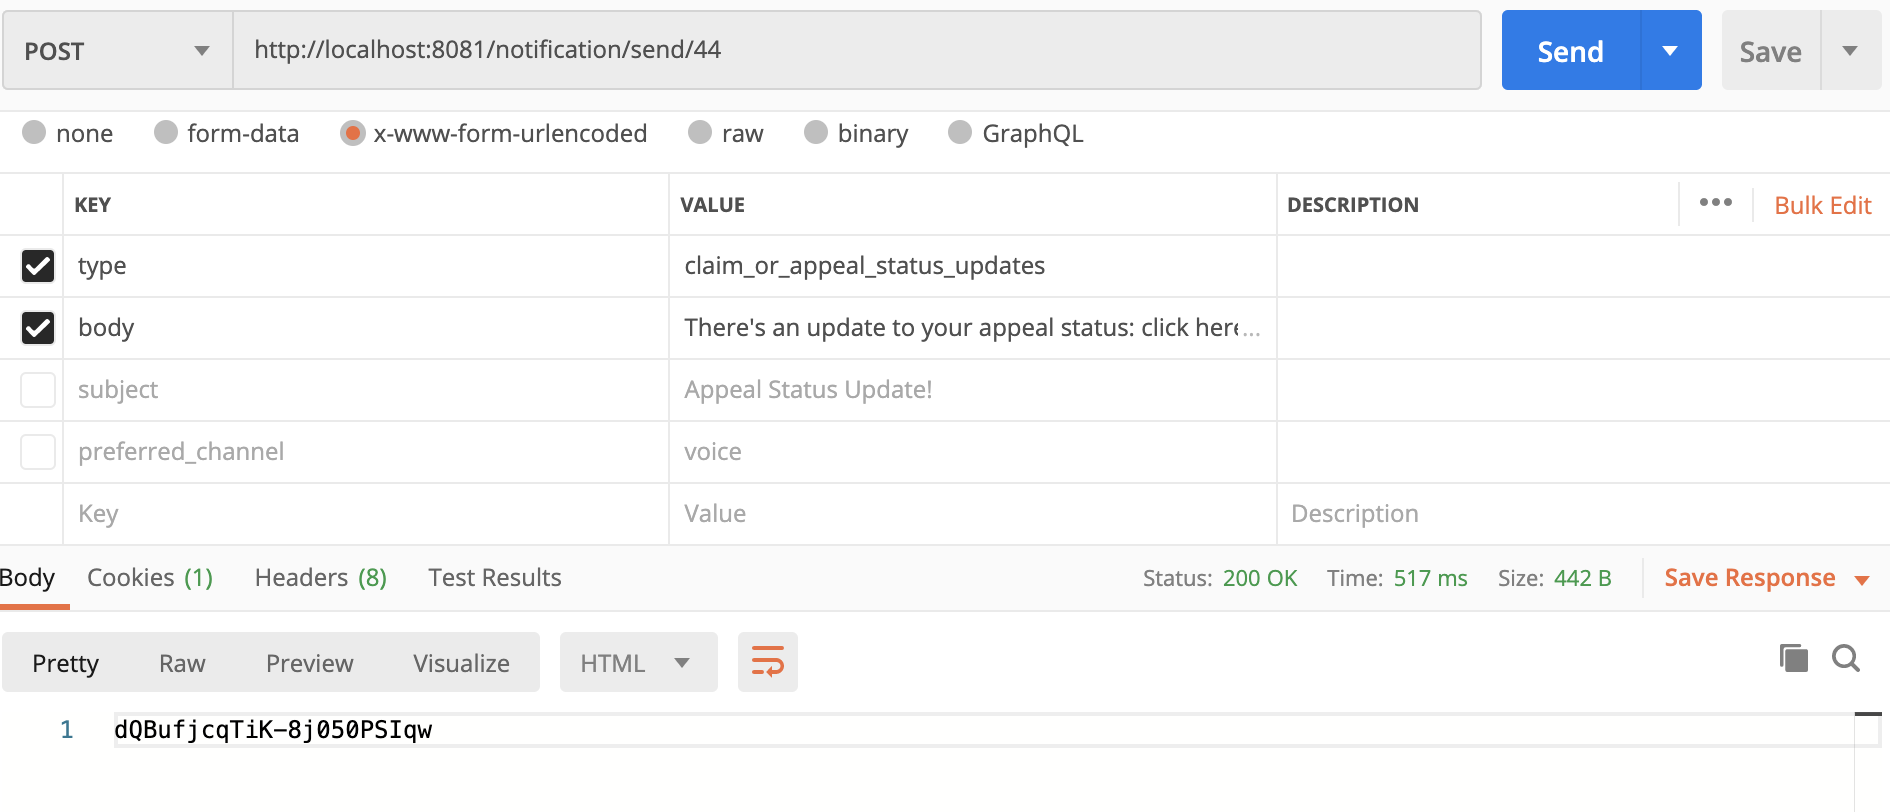 POST http://localhost:8081/notification/send/44 Send Save
none form-data x-www-form-urlencoded raw binary GraphQL
KEY VALUE DESCRIPTION ••• Bulk Edit
type claim_or_appeal_status_updates
body There's an update to your appeal status: click here...
subject Appeal Status Update!
preferred_channel voice
Key Value Description
Body Cookies (1) Headers (8) Test Results Status: 200 OK Time: 517 ms Size: 442 B Save Response
Pretty Raw Preview Visualize HTML
1 dQBufjcqTiK-8j050PSIqw